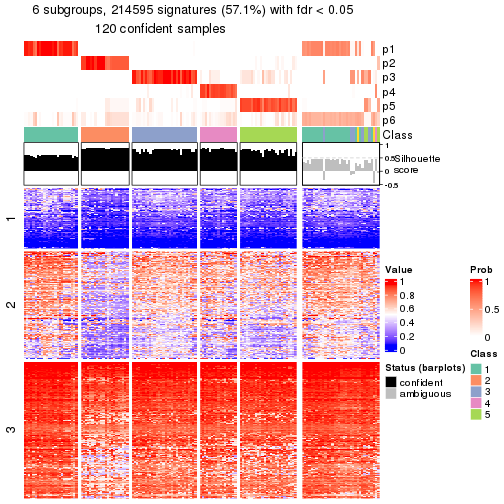 6 subgroups, 214595 signatures (57.1%) with fdr < 0.05
120 confident samples
p1
p2
p3
p4
p5
p6
Class
1
0.5
0
-0.5
Silhouette
score
1
2
3
Value
1
0.8
0.6
0.4
0.2
0
Prob
1
0.5
0
Status (barplots)
confident
ambiguous
Class
1
2
3
4
5